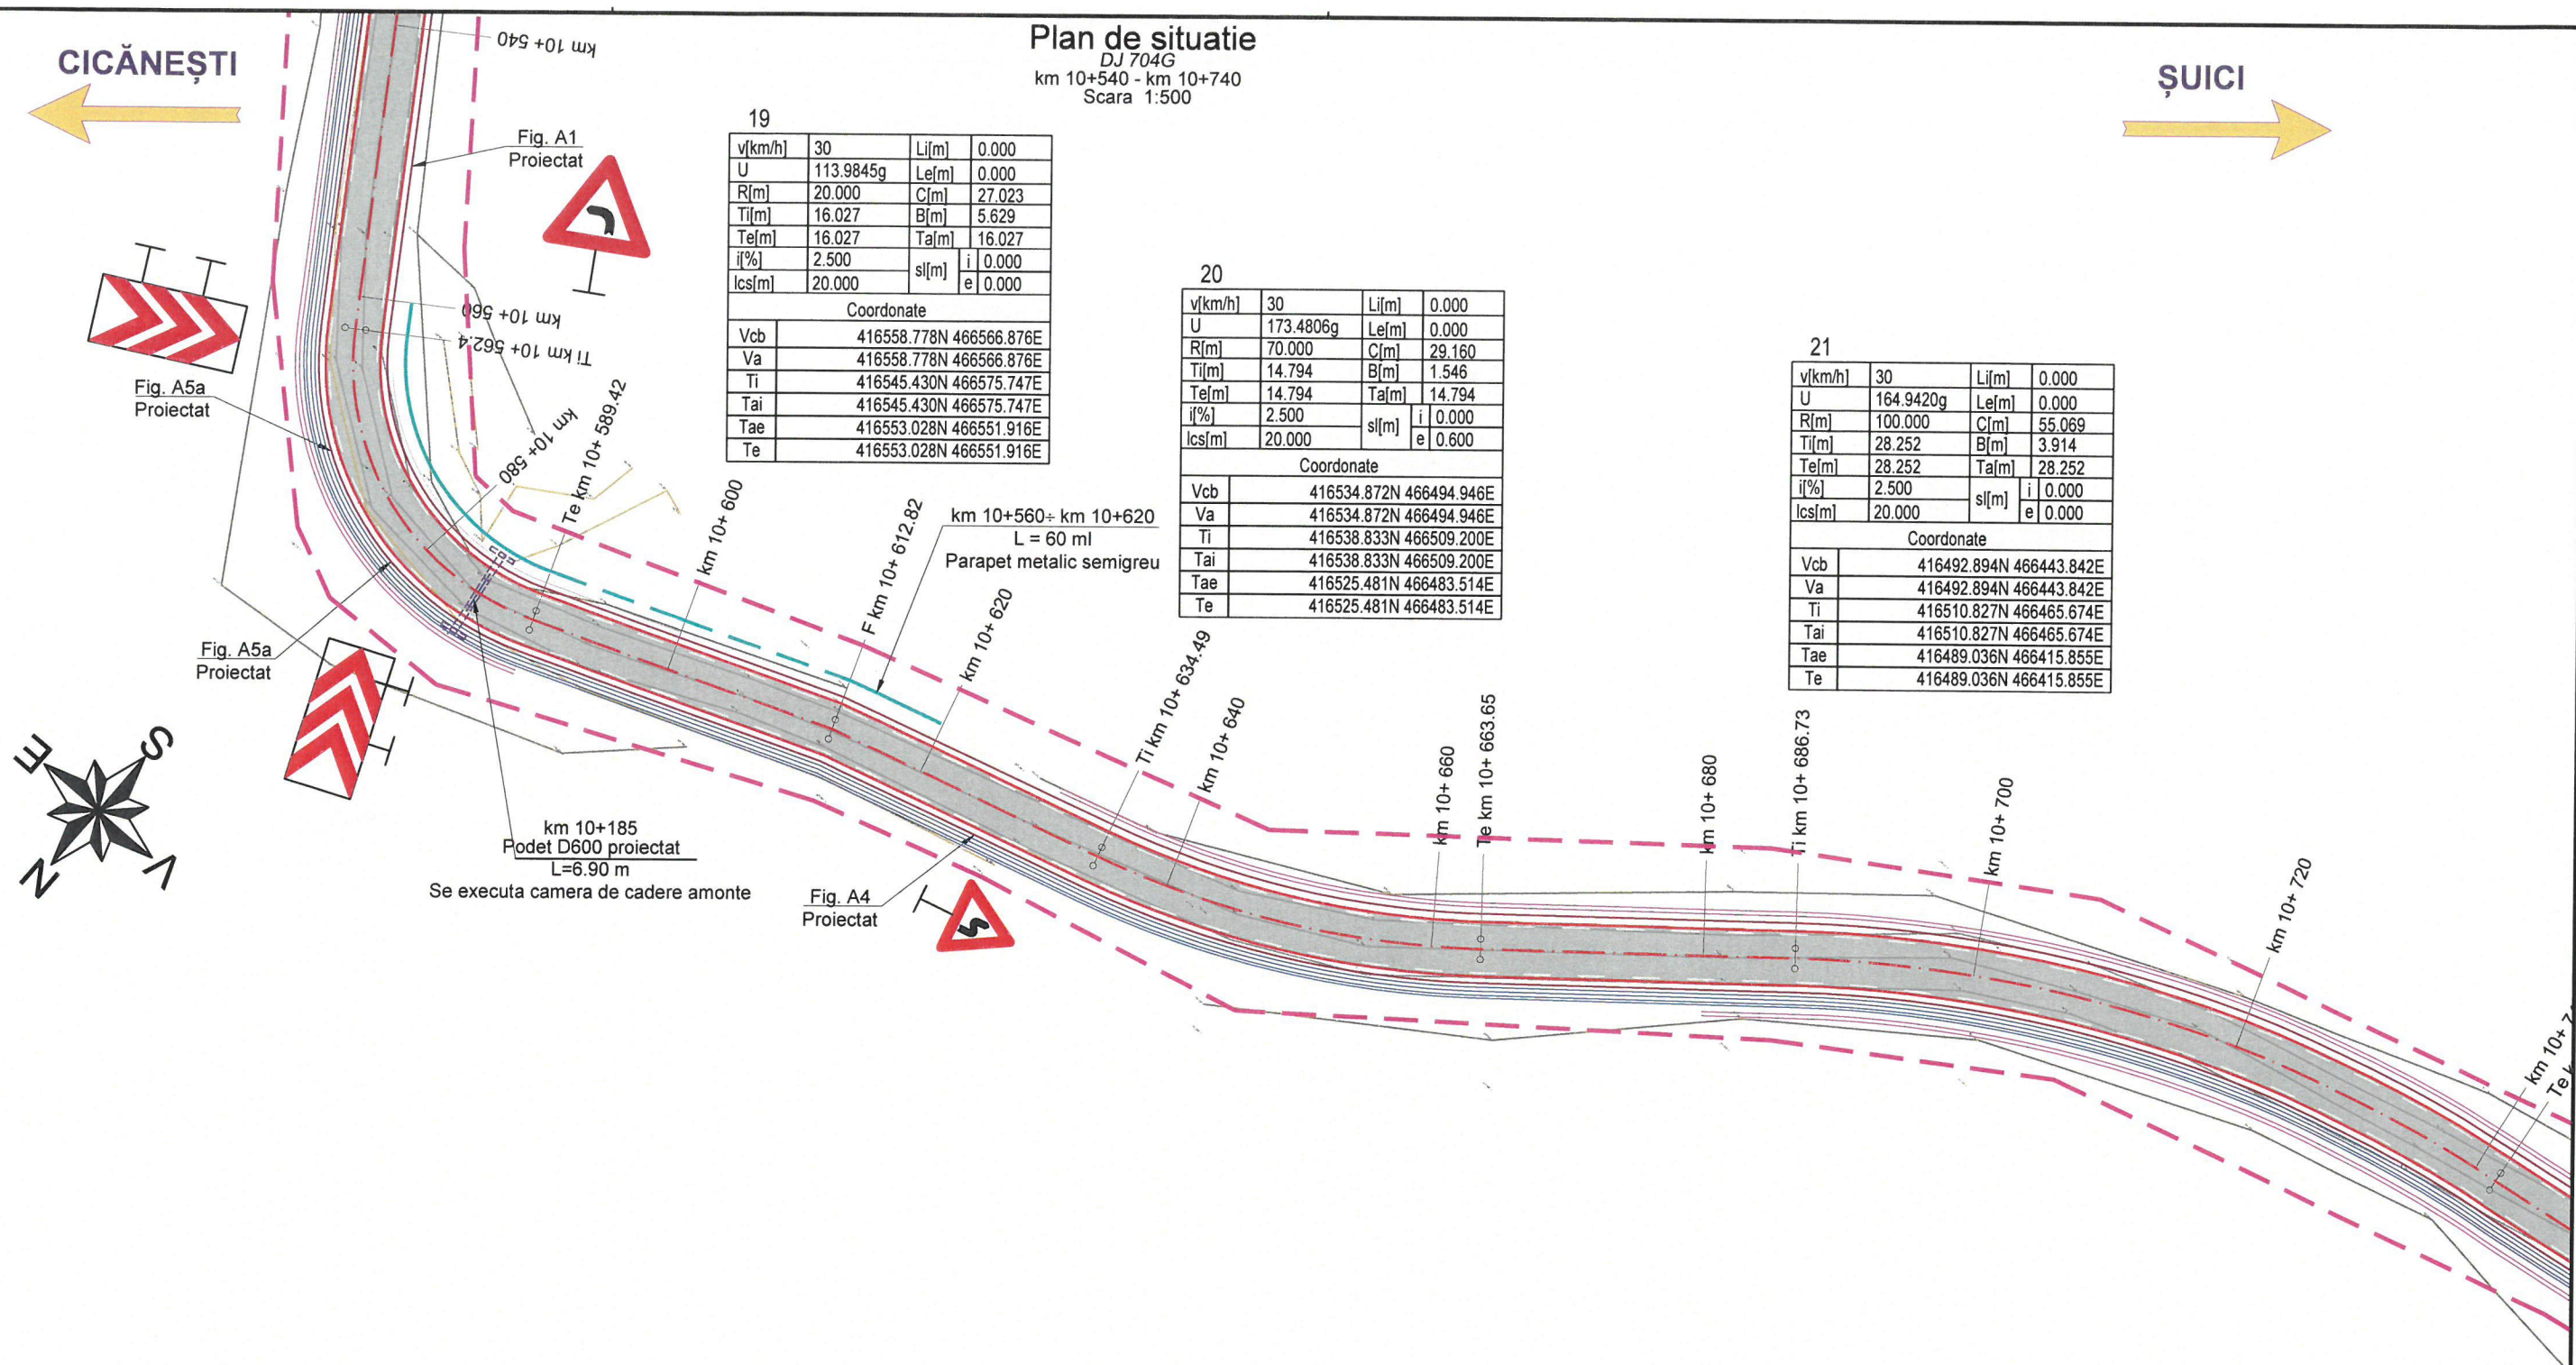 Plan de situatie
DJ 704G
km 10+540 - km 10+740
Scara 1:500
CICĂNEȘTI
ȘUICI
km 10+ 540
Fig. A1
Proiectat
km 10+ 560
Ti km 10+ 562.4
Fig. A5a
Proiectat
km 10+ 580
Te km 10+ 589.42
km 10+ 600
F km 10+ 612.82
km 10+560÷ km 10+620
L = 60 ml
Parapet metalic semigreu
km 10+ 620
Ti km 10+ 634.49
km 10+ 640
km 10+ 660
Te km 10+ 663.65
km 10+ 680
Ti km 10+ 686.73
km 10+ 700
km 10+ 720
km 10+ 7
Te
Fig. A5a
Proiectat
km 10+185
Podet D600 proiectat
L=6.90 m
Se executa camera de cadere amonte
Fig. A4
Proiectat
E
S
N
V
19
v[km/h] 30 Li[m] 0.000
U 113.9845g Le[m] 0.000
R[m] 20.000 C[m] 27.023
Ti[m] 16.027 B[m] 5.629
Te[m] 16.027 Ta[m] 16.027
i[%] 2.500 sl[m] i 0.000
lcs[m] 20.000 e 0.000
Coordonate
Vcb 416558.778N 466566.876E
Va 416558.778N 466566.876E
Ti 416545.430N 466575.747E
Tai 416545.430N 466575.747E
Tae 416553.028N 466551.916E
Te 416553.028N 466551.916E
20
v[km/h] 30 Li[m] 0.000
U 173.4806g Le[m] 0.000
R[m] 70.000 C[m] 29.160
Ti[m] 14.794 B[m] 1.546
Te[m] 14.794 Ta[m] 14.794
i[%] 2.500 sl[m] i 0.000
lcs[m] 20.000 e 0.600
Coordonate
Vcb 416534.872N 466494.946E
Va 416534.872N 466494.946E
Ti 416538.833N 466509.200E
Tai 416538.833N 466509.200E
Tae 416525.481N 466483.514E
Te 416525.481N 466483.514E
21
v[km/h] 30 Li[m] 0.000
U 164.9420g Le[m] 0.000
R[m] 100.000 C[m] 55.069
Ti[m] 28.252 B[m] 3.914
Te[m] 28.252 Ta[m] 28.252
i[%] 2.500 sl[m] i 0.000
lcs[m] 20.000 e 0.000
Coordonate
Vcb 416492.894N 466443.842E
Va 416492.894N 466443.842E
Ti 416510.827N 466465.674E
Tai 416510.827N 466465.674E
Tae 416489.036N 466415.855E
Te 416489.036N 466415.855E